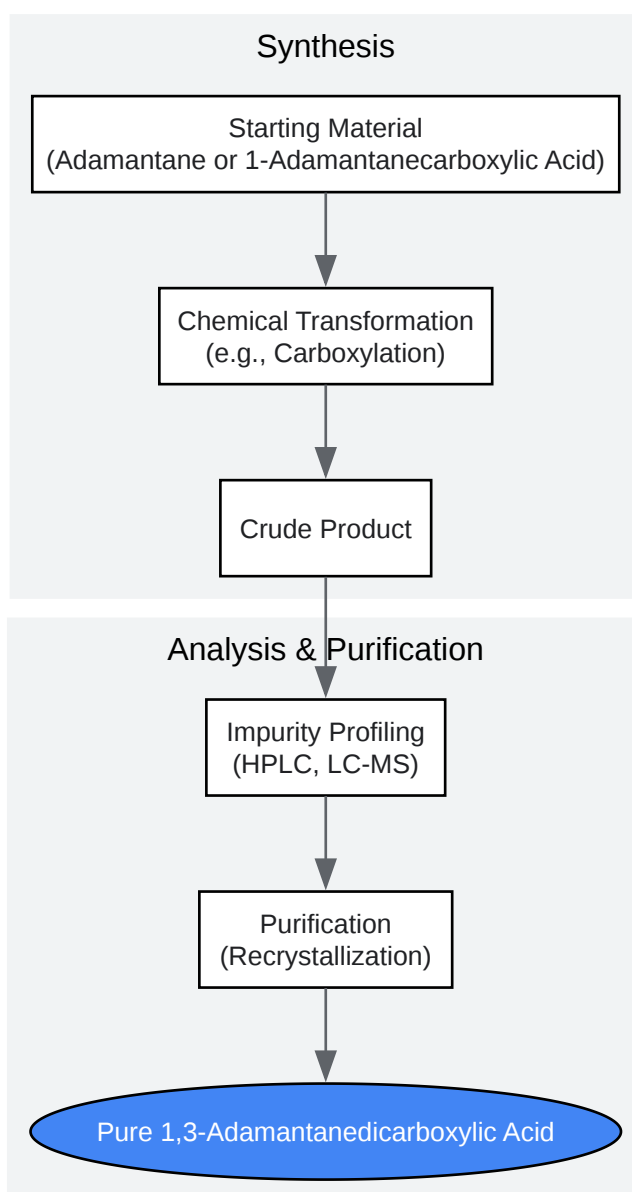 Synthesis
Starting Material
(Adamantane or 1-Adamantanecarboxylic Acid)
Chemical Transformation
(e.g., Carboxylation)
Crude Product
Analysis & Purification
Impurity Profiling
(HPLC, LC-MS)
Purification
(Recrystallization)
Pure 1,3-Adamantanedicarboxylic Acid